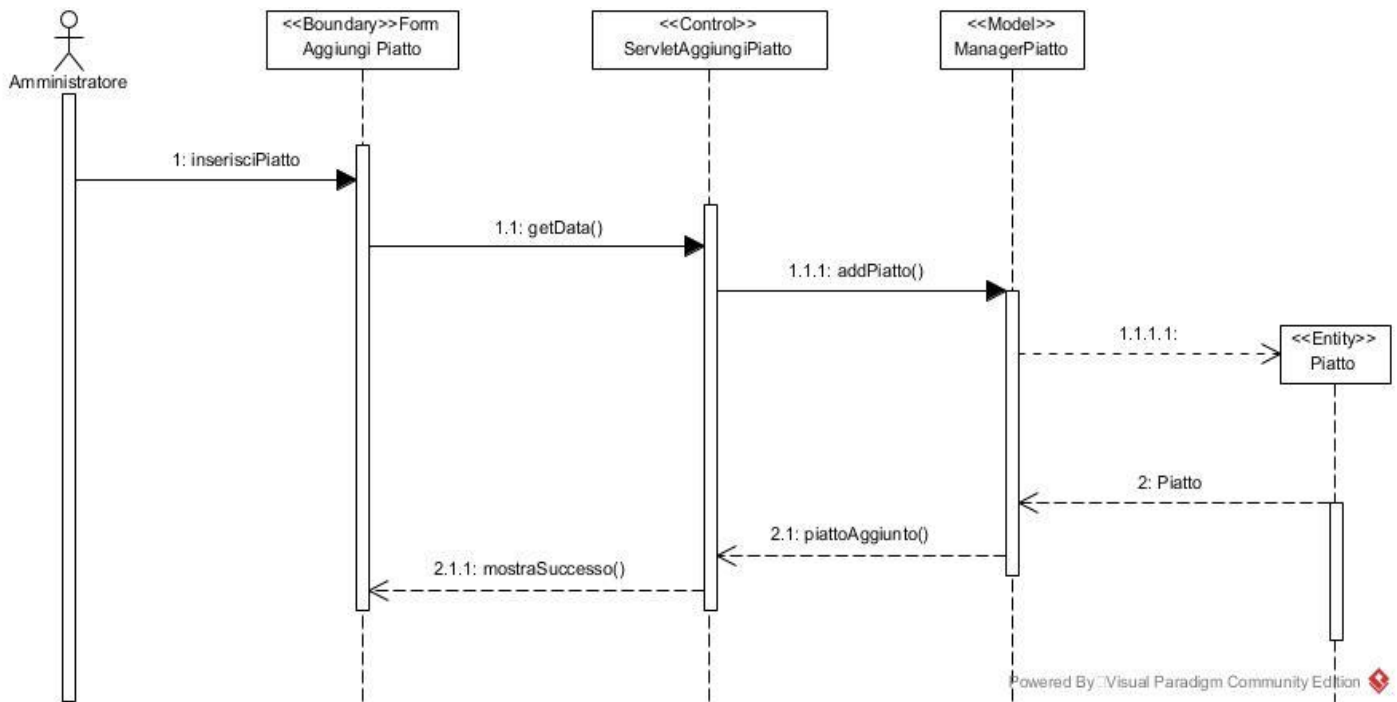 <<Boundary>>Form
Aggiungi Piatto
<<Control>>
ServletAggiungiPiatto
<<Model>>
ManagerPiatto
Amministratore
1: inserisciPiatto
1.1: getData()
1.1.1: addPiatto()
1.1.1.1:
<<Entity>>
Piatto
2: Piatto
2.1: piattoAggiunto()
2.1.1: mostraSuccesso()
Powered By Visual Paradigm Community Edition